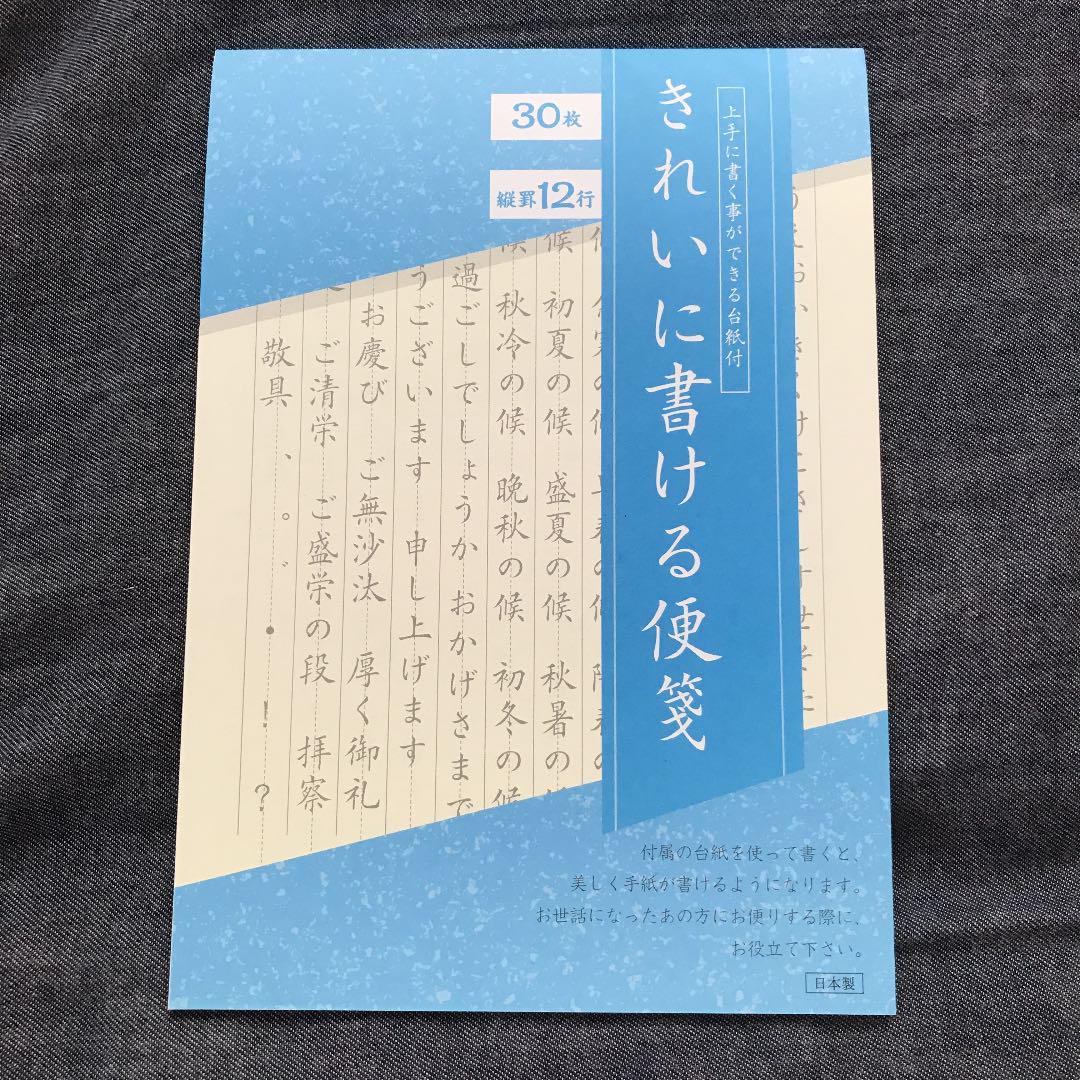 上手に書く事ができる台紙付
きれいに書ける便箋
30枚
縦罫12行
候 初夏の候 盛夏の候 秋暑の
候 秋冷の候 晩秋の候 初冬の候
過ごしでしょうか おかげさまで
うございます 申し上げます
お慶び ご無沙汰 厚く御礼
ご清栄 ご盛栄の段 拝察
敬具 、 。 ゛ ・ ! ?
付属の台紙を使って書くと、
美しく手紙が書けるようになります。
お世話になったあの方にお便りする際に、
お役立て下さい。
日本製